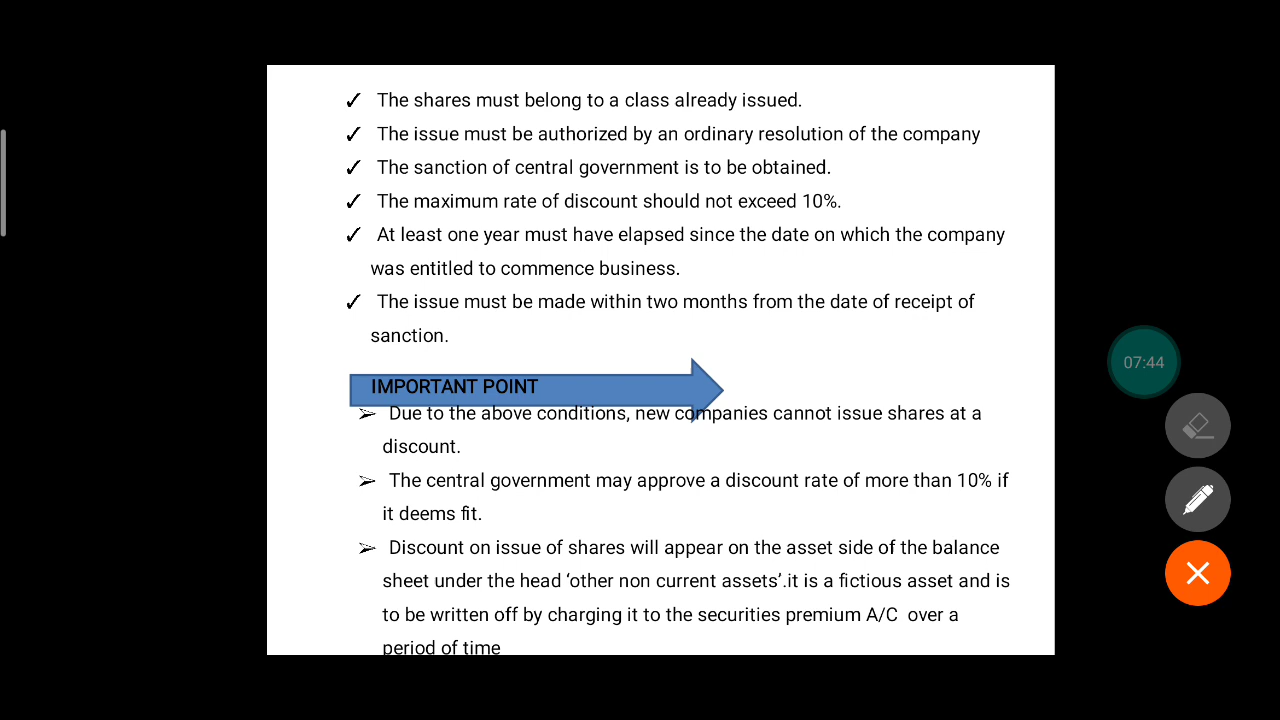 ✓ The shares must belong to a class already issued.
✓ The issue must be authorized by an ordinary resolution of the company
✓ The sanction of central government is to be obtained.
✓ The maximum rate of discount should not exceed 10%.
✓ At least one year must have elapsed since the date on which the company
was entitled to commence business.
✓ The issue must be made within two months from the date of receipt of
sanction.
IMPORTANT POINT
➢ Due to the above conditions, new companies cannot issue shares at a
discount.
➢ The central government may approve a discount rate of more than 10% if
it deems fit.
➢ Discount on issue of shares will appear on the asset side of the balance
sheet under the head ‘other non current assets’.it is a fictious asset and is
to be written off by charging it to the securities premium A/C over a
period of time
07:44